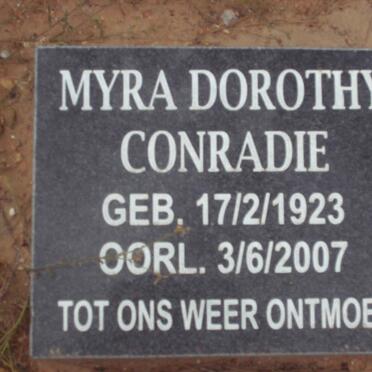 MYRA DOROTHY
CONRADIE
GEB. 17/2/1923
OORL. 3/6/2007
TOT ONS WEER ONTMOE